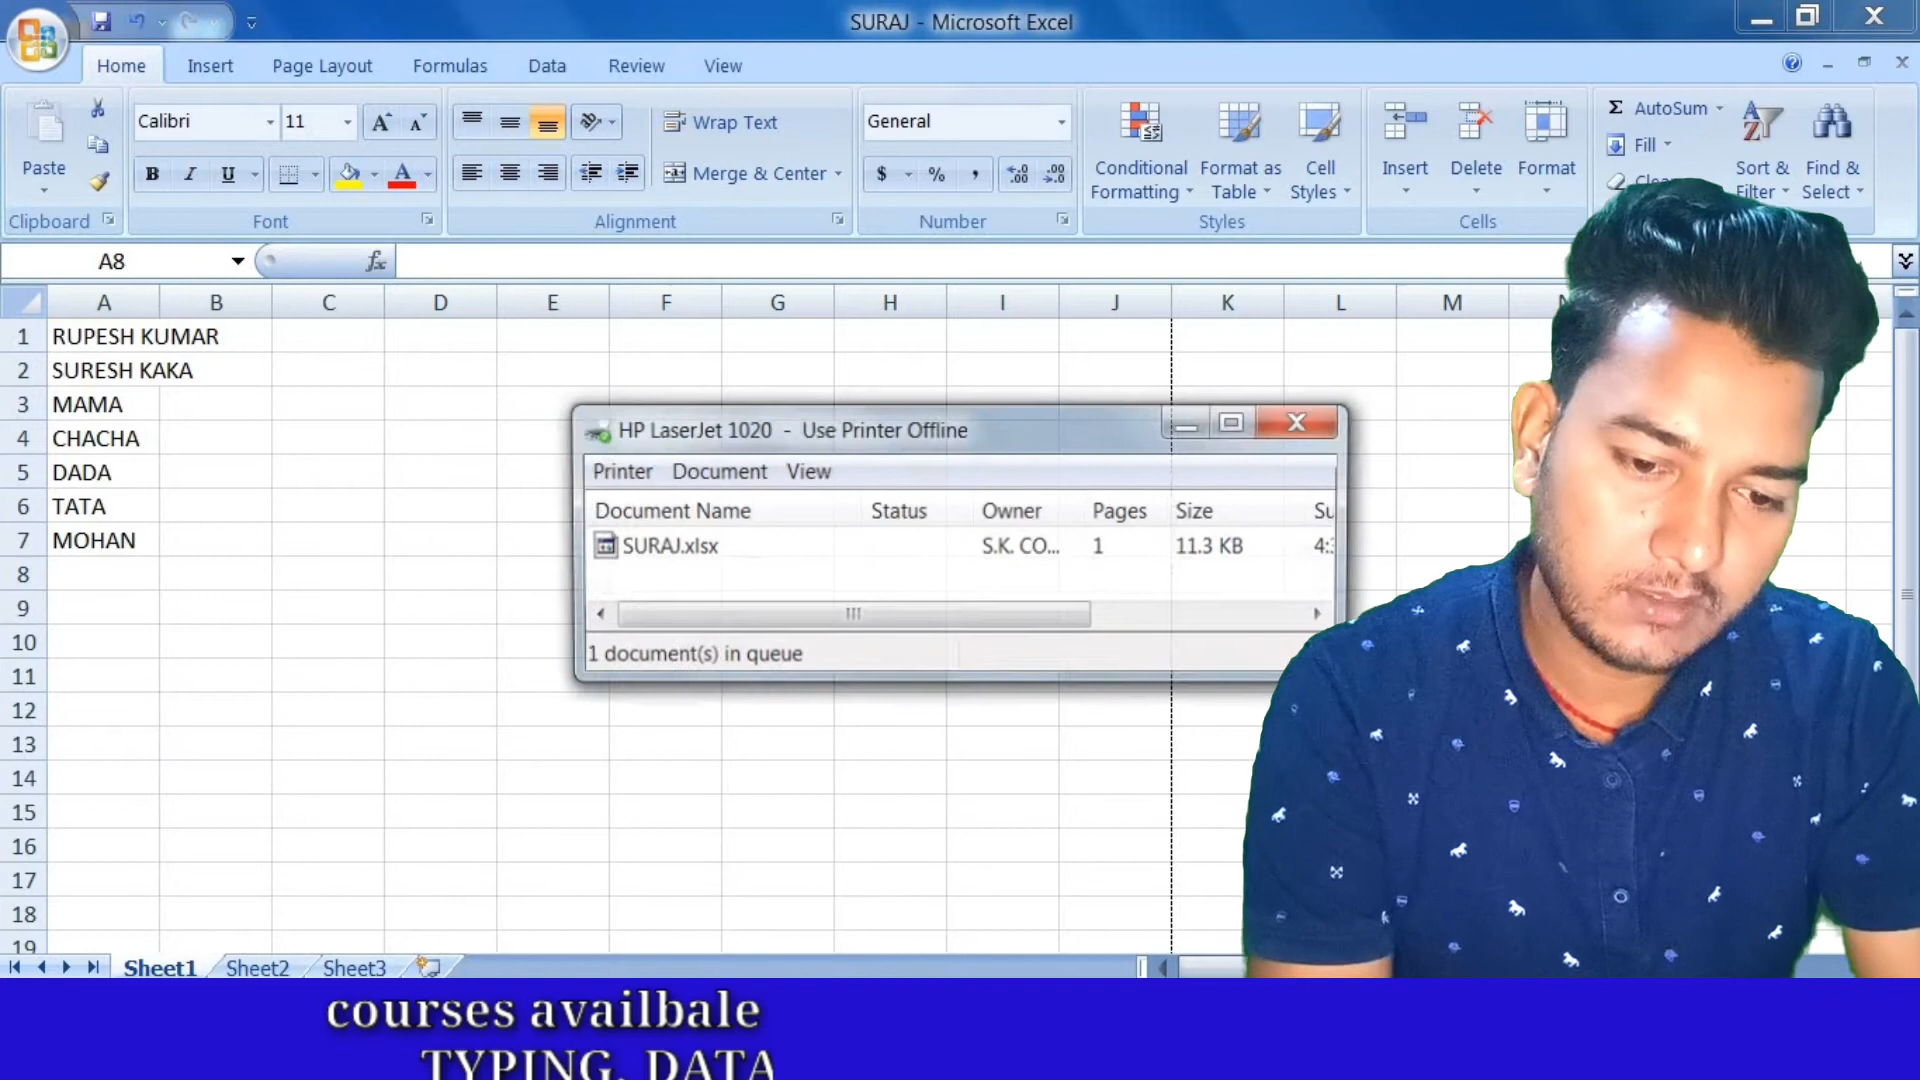 SURAJ - Microsoft Excel
Home Insert Page Layout Formulas Data Review View
Calibri 11 A A Wrap Text General AutoSum
Paste B I U A Merge & Center $ % , Conditional Formatting Format as Table Cell Styles Insert Delete Format Fill Sort & Filter Find & Select
Clipboard Font Alignment Number Styles Cells
A8 fx
A B C D E F G H I J K L M
1 RUPESH KUMAR
2 SURESH KAKA
3 MAMA
4 CHACHA
5 DADA
6 TATA
7 MOHAN
8
9
10
11
12
13
14
15
16
17
18
19
HP LaserJet 1020 - Use Printer Offline
Printer Document View
Document Name Status Owner Pages Size Su
SURAJ.xlsx S.K. CO... 1 11.3 KB 4:
1 document(s) in queue
Sheet1 Sheet2 Sheet3
courses availbale
TYPING, DATA